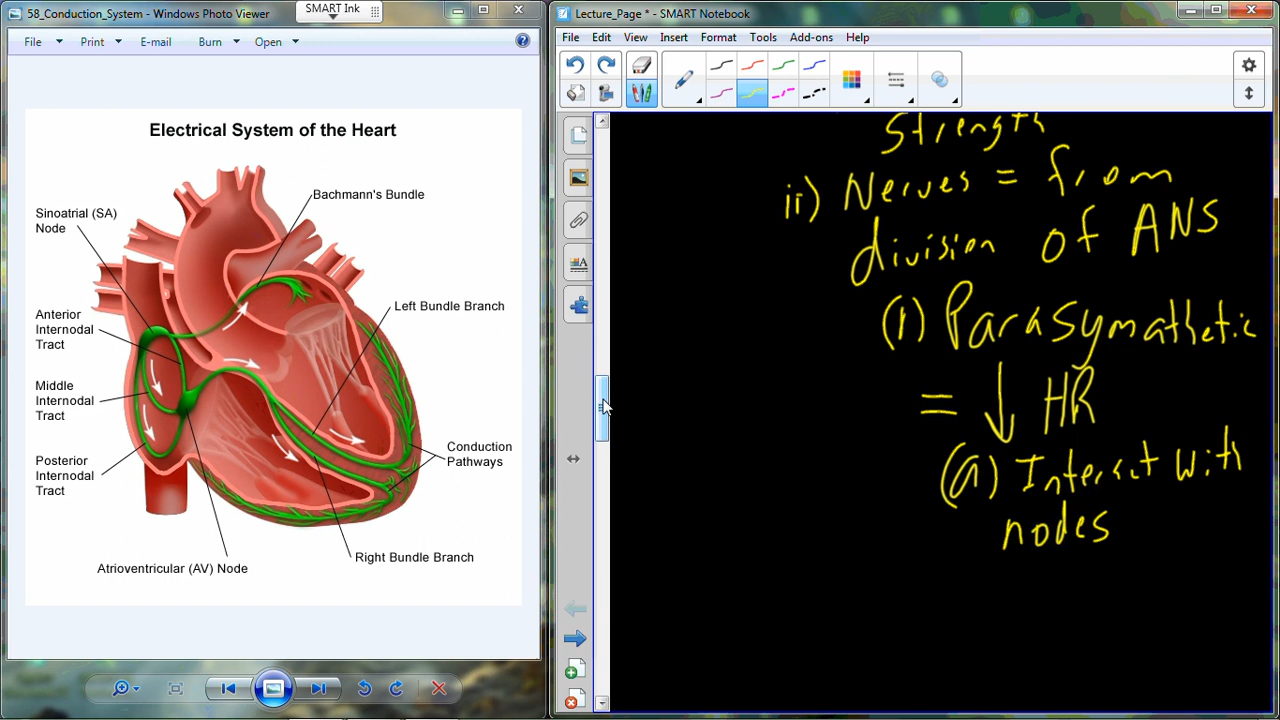 58_Conduction_System - Windows Photo Viewer
SMART Ink
File Print E-mail Burn Open
Electrical System of the Heart
Bachmann's Bundle
Sinoatrial (SA)
Node
Left Bundle Branch
Anterior
Internodal
Tract
Middle
Internodal
Tract
Conduction
Pathways
Posterior
Internodal
Tract
Right Bundle Branch
Atrioventricular (AV) Node
Lecture_Page * - SMART Notebook
File Edit View Insert Format Tools Add-ons Help
Strength
ii) Nerves = from
division of ANS
(1) Parasymathetic
= ↓ HR
(a) Interact with
nodes